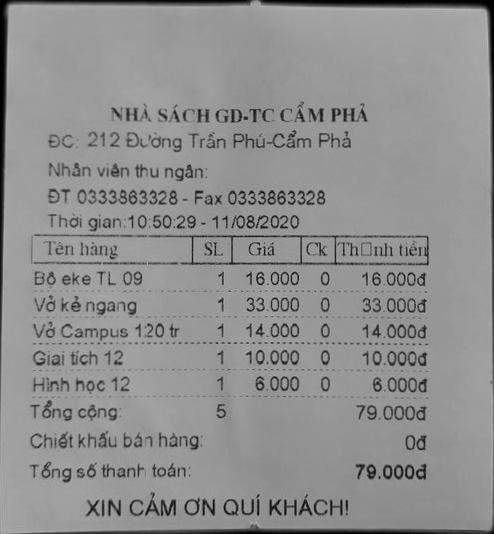 NHÀ SÁCH GD-TC CẨM PHẢ
ĐC: 212 Đường Trần Phú-Cẩm Phả
Nhân viên thu ngân:
ĐT 0333863328 - Fax 0333863328
Thời gian:10:50:29 - 11/08/2020
Tên hàng SL Giá Ck Th□nh tiền
Bộ eke TL 09 1 16.000 0 16.000đ
Vở kẻ ngang 1 33.000 0 33.000đ
Vở Campus 120 tr 1 14.000 0 14.000đ
Giai tích 12 1 10.000 0 10.000đ
Hình học 12 1 6.000 0 6.000đ
Tổng cộng: 5 79.000đ
Chiết khấu bán hàng: 0đ
Tổng số thanh toán: 79.000đ
XIN CẢM ƠN QUÍ KHÁCH!